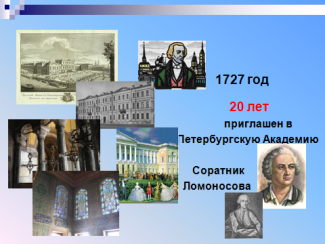 1727 год
20 лет
приглашен в
Петербургскую Академию
Соратник
Ломоносова